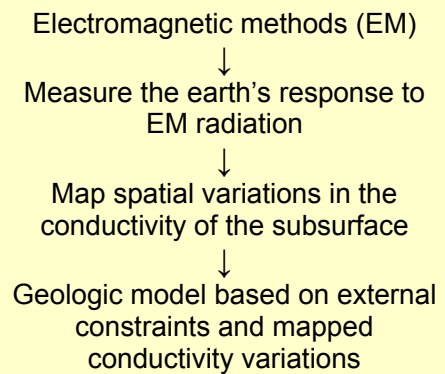 Electromagnetic methods (EM)
↓
Measure the earth’s response to
EM radiation
↓
Map spatial variations in the
conductivity of the subsurface
↓
Geologic model based on external
constraints and mapped
conductivity variations